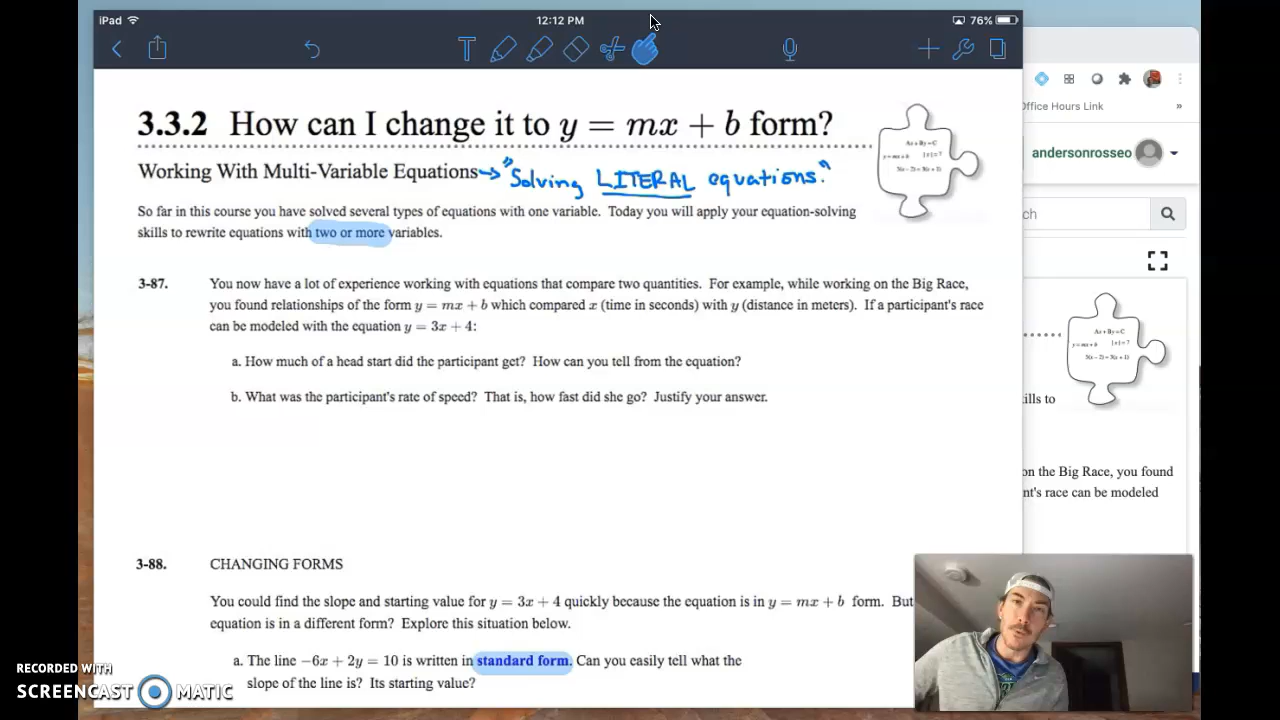 iPad 12:12 PM 76%
3.3.2 How can I change it to y = mx + b form?
Working With Multi-Variable Equations → "Solving LITERAL equations."
So far in this course you have solved several types of equations with one variable. Today you will apply your equation-solving
skills to rewrite equations with two or more variables.
Ax + By = C
y = mx + b
3-87. You now have a lot of experience working with equations that compare two quantities. For example, while working on the Big Race,
you found relationships of the form y = mx + b which compared x (time in seconds) with y (distance in meters). If a participant's race
can be modeled with the equation y = 3x + 4:
a. How much of a head start did the participant get? How can you tell from the equation?
b. What was the participant's rate of speed? That is, how fast did she go? Justify your answer.
3-88. CHANGING FORMS
You could find the slope and starting value for y = 3x + 4 quickly because the equation is in y = mx + b form. But
equation is in a different form? Explore this situation below.
a. The line −6x + 2y = 10 is written in standard form. Can you easily tell what the
slope of the line is? Its starting value?
Office Hours Link »
andersonrosseo
ch
Ax + By = C
y = mx + b
ills to
on the Big Race, you found
nt's race can be modeled
RECORDED WITH
SCREENCAST MATIC